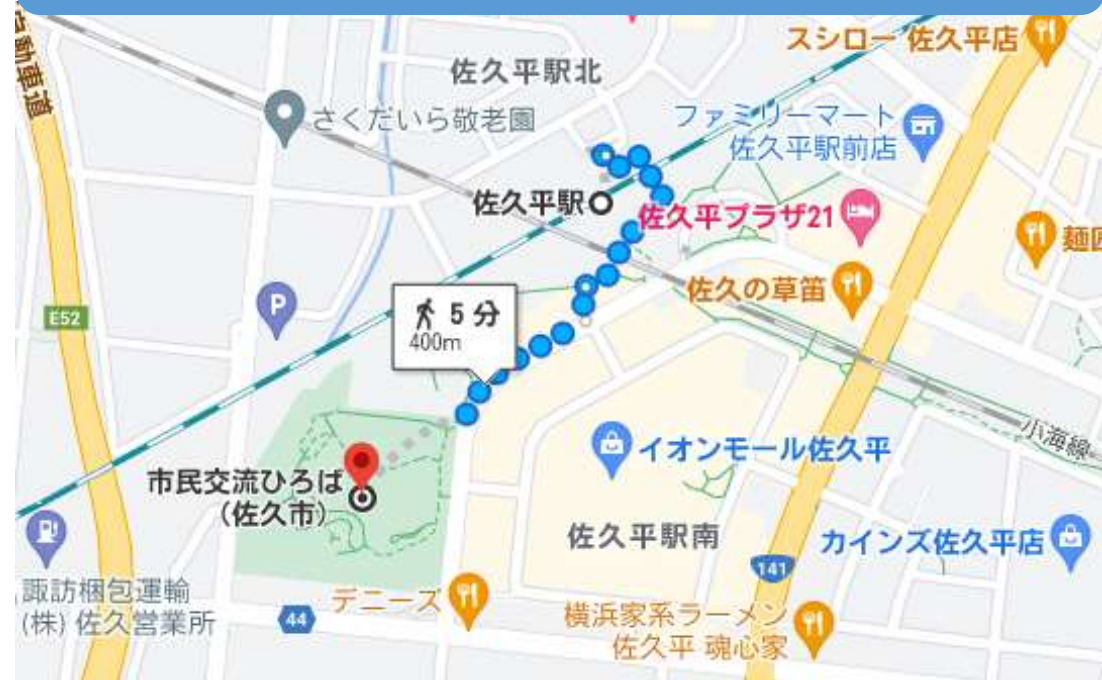 自動車道
スシロー 佐久平店
佐久平駅北
さくだいら敬老園
ファミリーマート
佐久平駅前店
佐久平駅
佐久平プラザ21
麺匠
佐久の草笛
E52
P
5 分
400m
イオンモール佐久平
小海線
市民交流ひろば
(佐久市)
佐久平駅南
カインズ佐久平店
141
諏訪梱包運輸
(株) 佐久営業所
44
デニーズ
横浜家系ラーメン
佐久平 魂心家